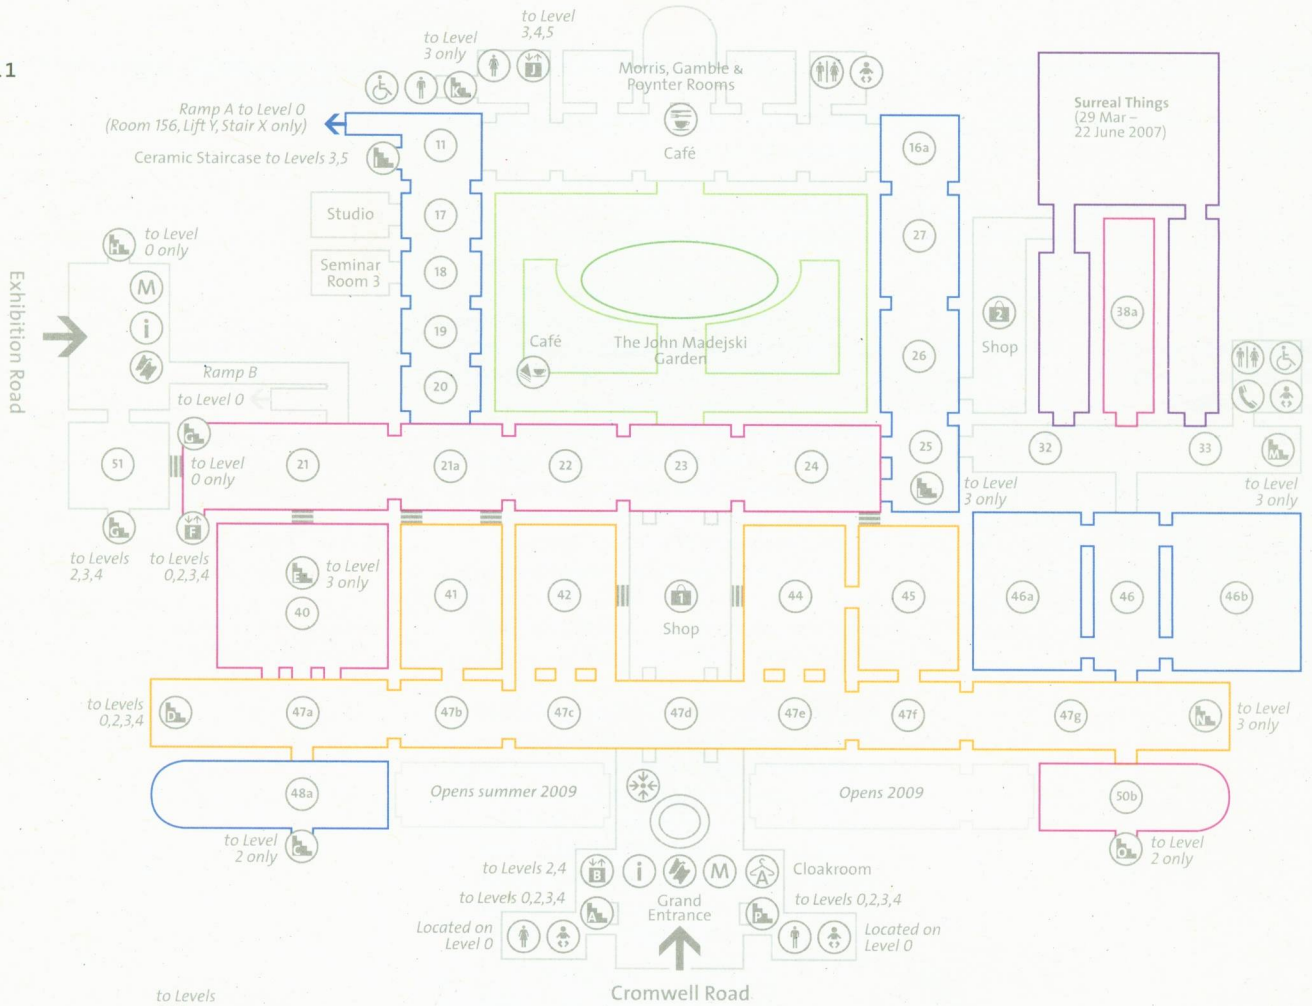 11
to Level
3,4,5
to Level
3 only
J
K
Morris, Gamble &
Poynter Rooms
Café
Ramp A to Level 0
(Room 156, Lift Y, Stair X only)
Ceramic Staircase to Levels 3,5
I
11
16a
Surreal Things
(29 Mar –
22 June 2007)
Studio
17
27
H
to Level
0 only
Seminar
Room 3
18
M
i
19
Café
The John Madejski
Garden
26
2
Shop
38a
Exhibition Road
Ramp B
to Level 0
20
G
to Level
0 only
51
21
21a
22
23
24
25
L
to Level
3 only
32
33
M
to Level
3 only
G
to Levels
2,3,4
F
to Levels
0,2,3,4
E
to Level
3 only
40
41
42
1
Shop
44
45
46a
46
46b
to Levels
0,2,3,4
D
47a
47b
47c
47d
47e
47f
47g
N
to Level
3 only
48a
Opens summer 2009
Opens 2009
50b
to Level
2 only
C
O
to Level
2 only
to Levels 2,4
B
i
M
A
Cloakroom
to Levels 0,2,3,4
A
Grand
Entrance
P
to Levels 0,2,3,4
Located on
Level 0
Located on
Level 0
Cromwell Road
to Levels